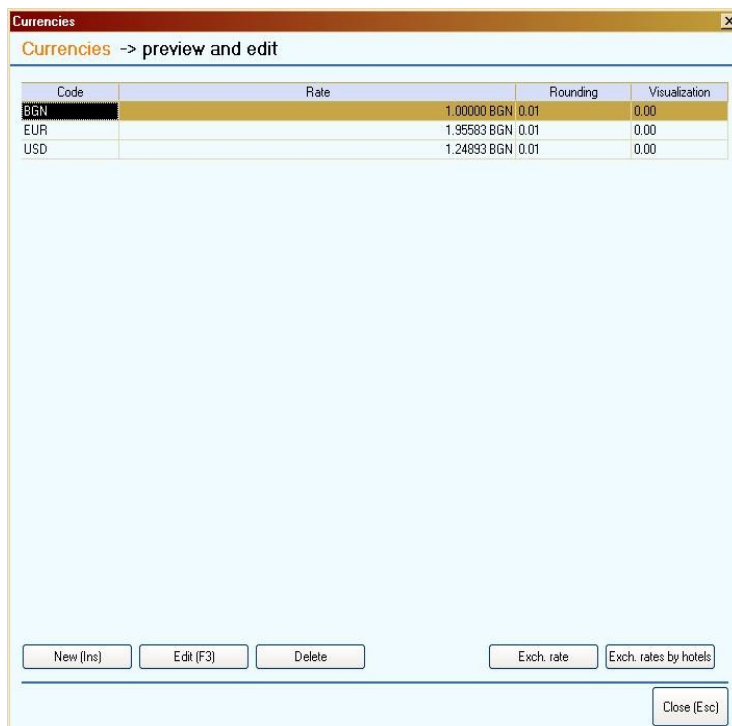 Currencies
Currencies -> preview and edit
Code Rate Rounding Visualization
BGN 1.00000 BGN 0.01 0.00
EUR 1.95583 BGN 0.01 0.00
USD 1.24893 BGN 0.01 0.00
New (Ins) Edit (F3) Delete Exch. rate Exch. rates by hotels
Close (Esc)